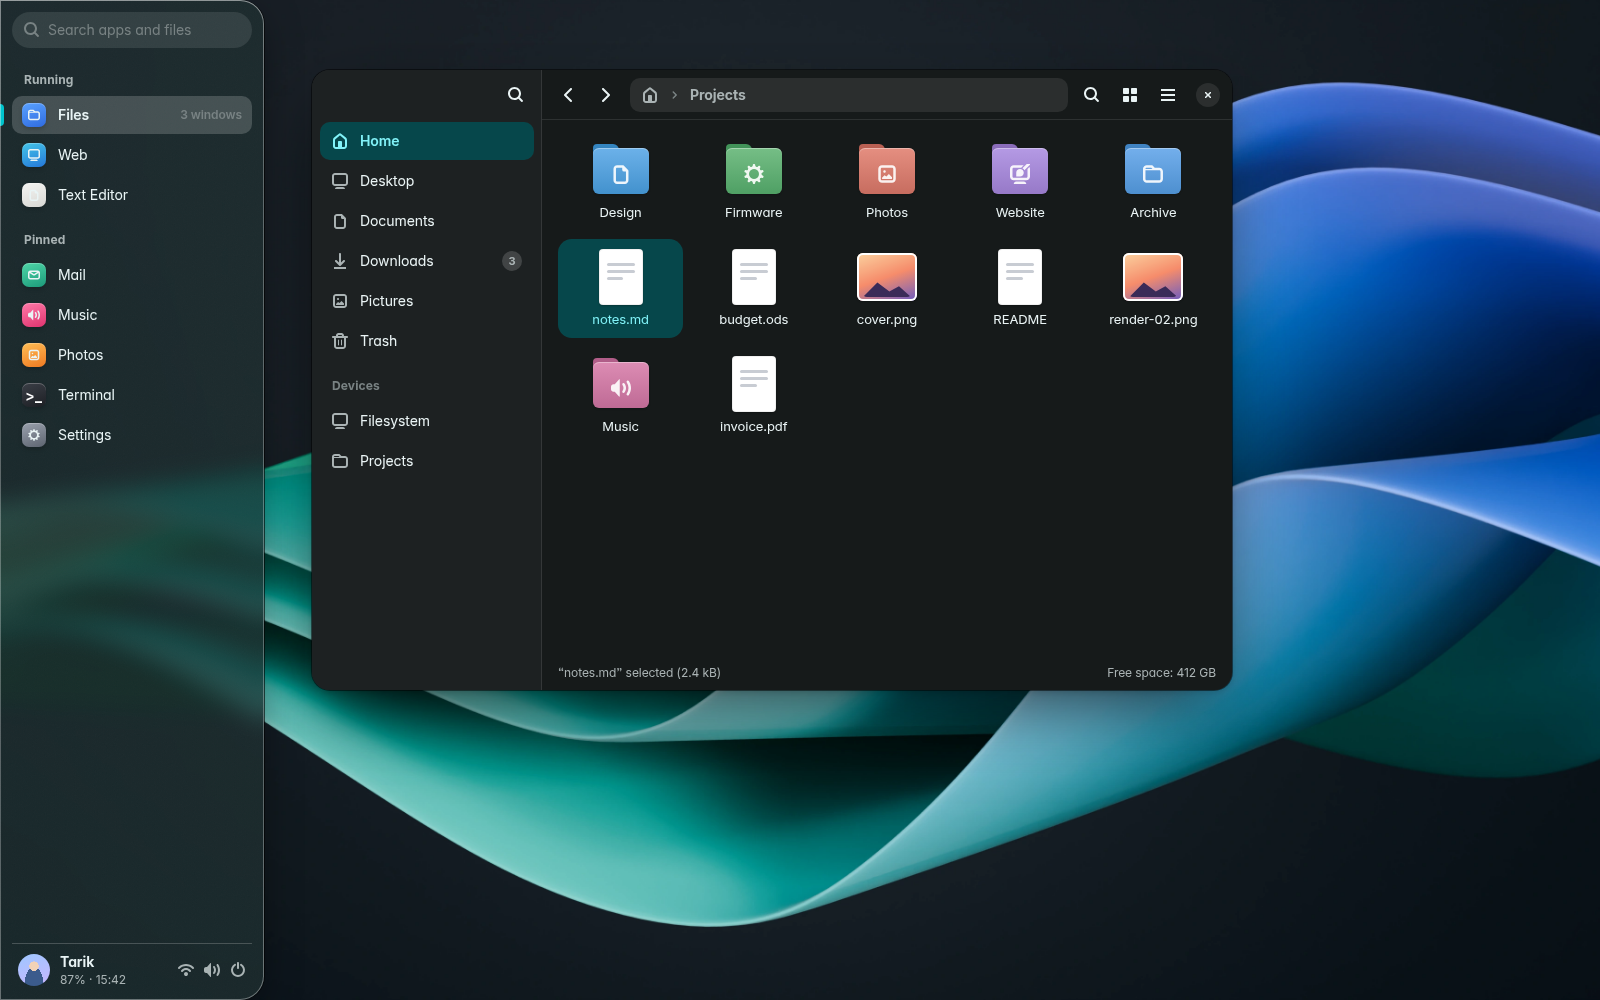 Search apps and files
Running
Files 3 windows
Web
Text Editor
Pinned
Mail
Music
Photos
Terminal
Settings
Tarik
87% · 15:42
Home
Desktop
Documents
Downloads 3
Pictures
Trash
Devices
Filesystem
Projects
Projects
Design Firmware Photos Website Archive
notes.md budget.ods cover.png README render-02.png
Music invoice.pdf
“notes.md” selected (2.4 kB) Free space: 412 GB